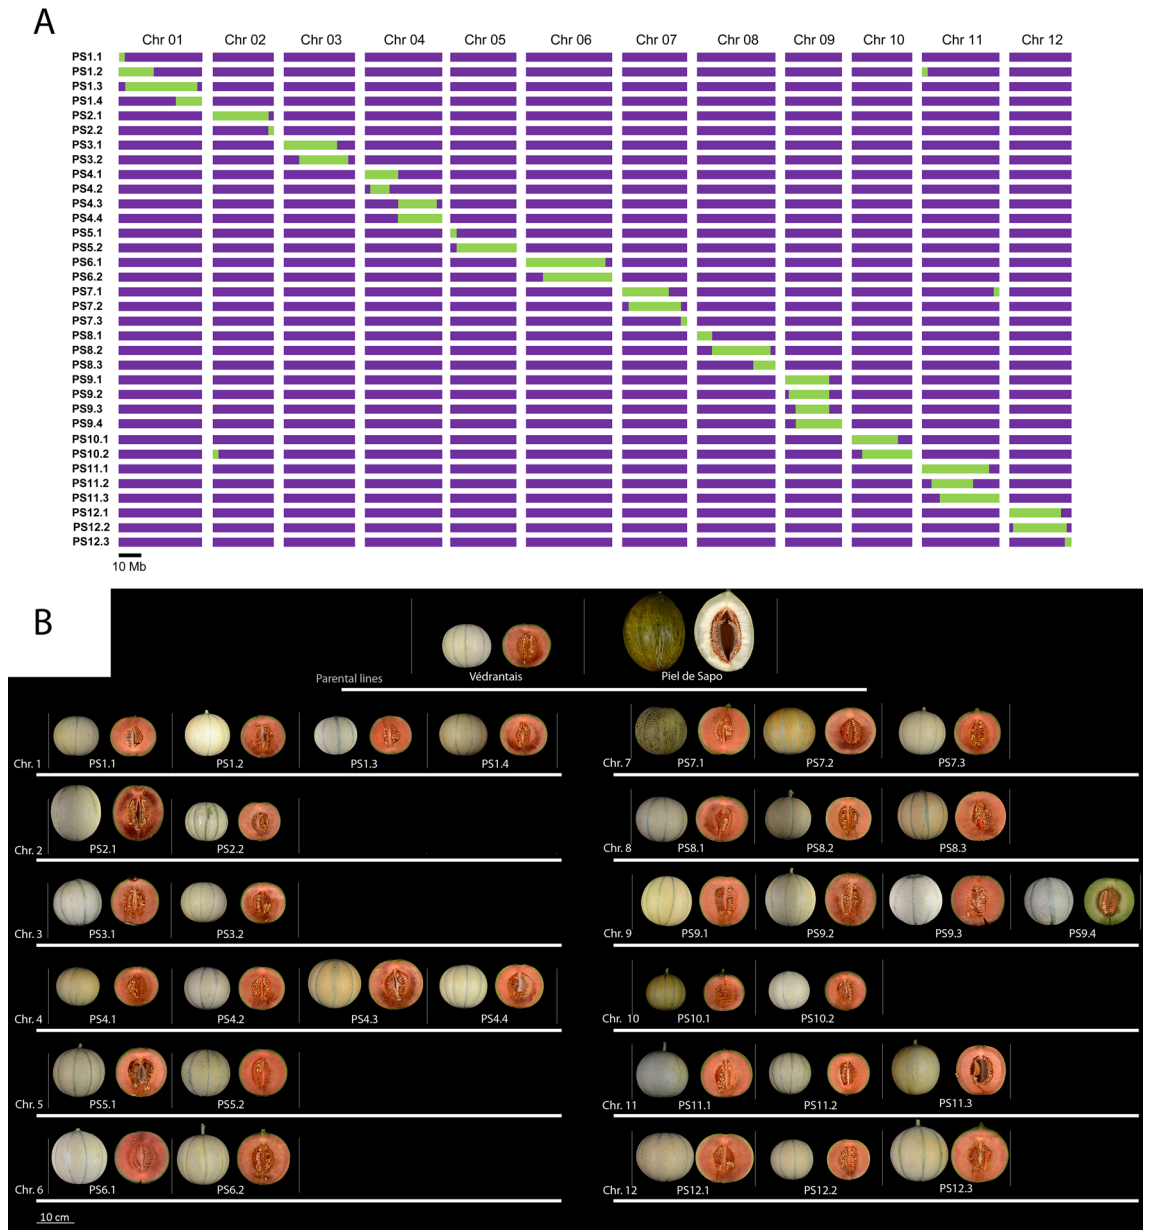 A
Chr 01 Chr 02 Chr 03 Chr 04 Chr 05 Chr 06 Chr 07 Chr 08 Chr 09 Chr 10 Chr 11 Chr 12
PS1.1
PS1.2
PS1.3
PS1.4
PS2.1
PS2.2
PS3.1
PS3.2
PS4.1
PS4.2
PS4.3
PS4.4
PS5.1
PS5.2
PS6.1
PS6.2
PS7.1
PS7.2
PS7.3
PS8.1
PS8.2
PS8.3
PS9.1
PS9.2
PS9.3
PS9.4
PS10.1
PS10.2
PS11.1
PS11.2
PS11.3
PS12.1
PS12.2
PS12.3
10 Mb
B
Parental lines Védrantais Piel de Sapo
Chr. 1 PS1.1 PS1.2 PS1.3 PS1.4
Chr. 7 PS7.1 PS7.2 PS7.3
Chr. 2 PS2.1 PS2.2
Chr. 8 PS8.1 PS8.2 PS8.3
Chr. 3 PS3.1 PS3.2
Chr. 9 PS9.1 PS9.2 PS9.3 PS9.4
Chr. 4 PS4.1 PS4.2 PS4.3 PS4.4
Chr. 10 PS10.1 PS10.2
Chr. 5 PS5.1 PS5.2
Chr. 11 PS11.1 PS11.2 PS11.3
Chr. 6 PS6.1 PS6.2
Chr. 12 PS12.1 PS12.2 PS12.3
10 cm